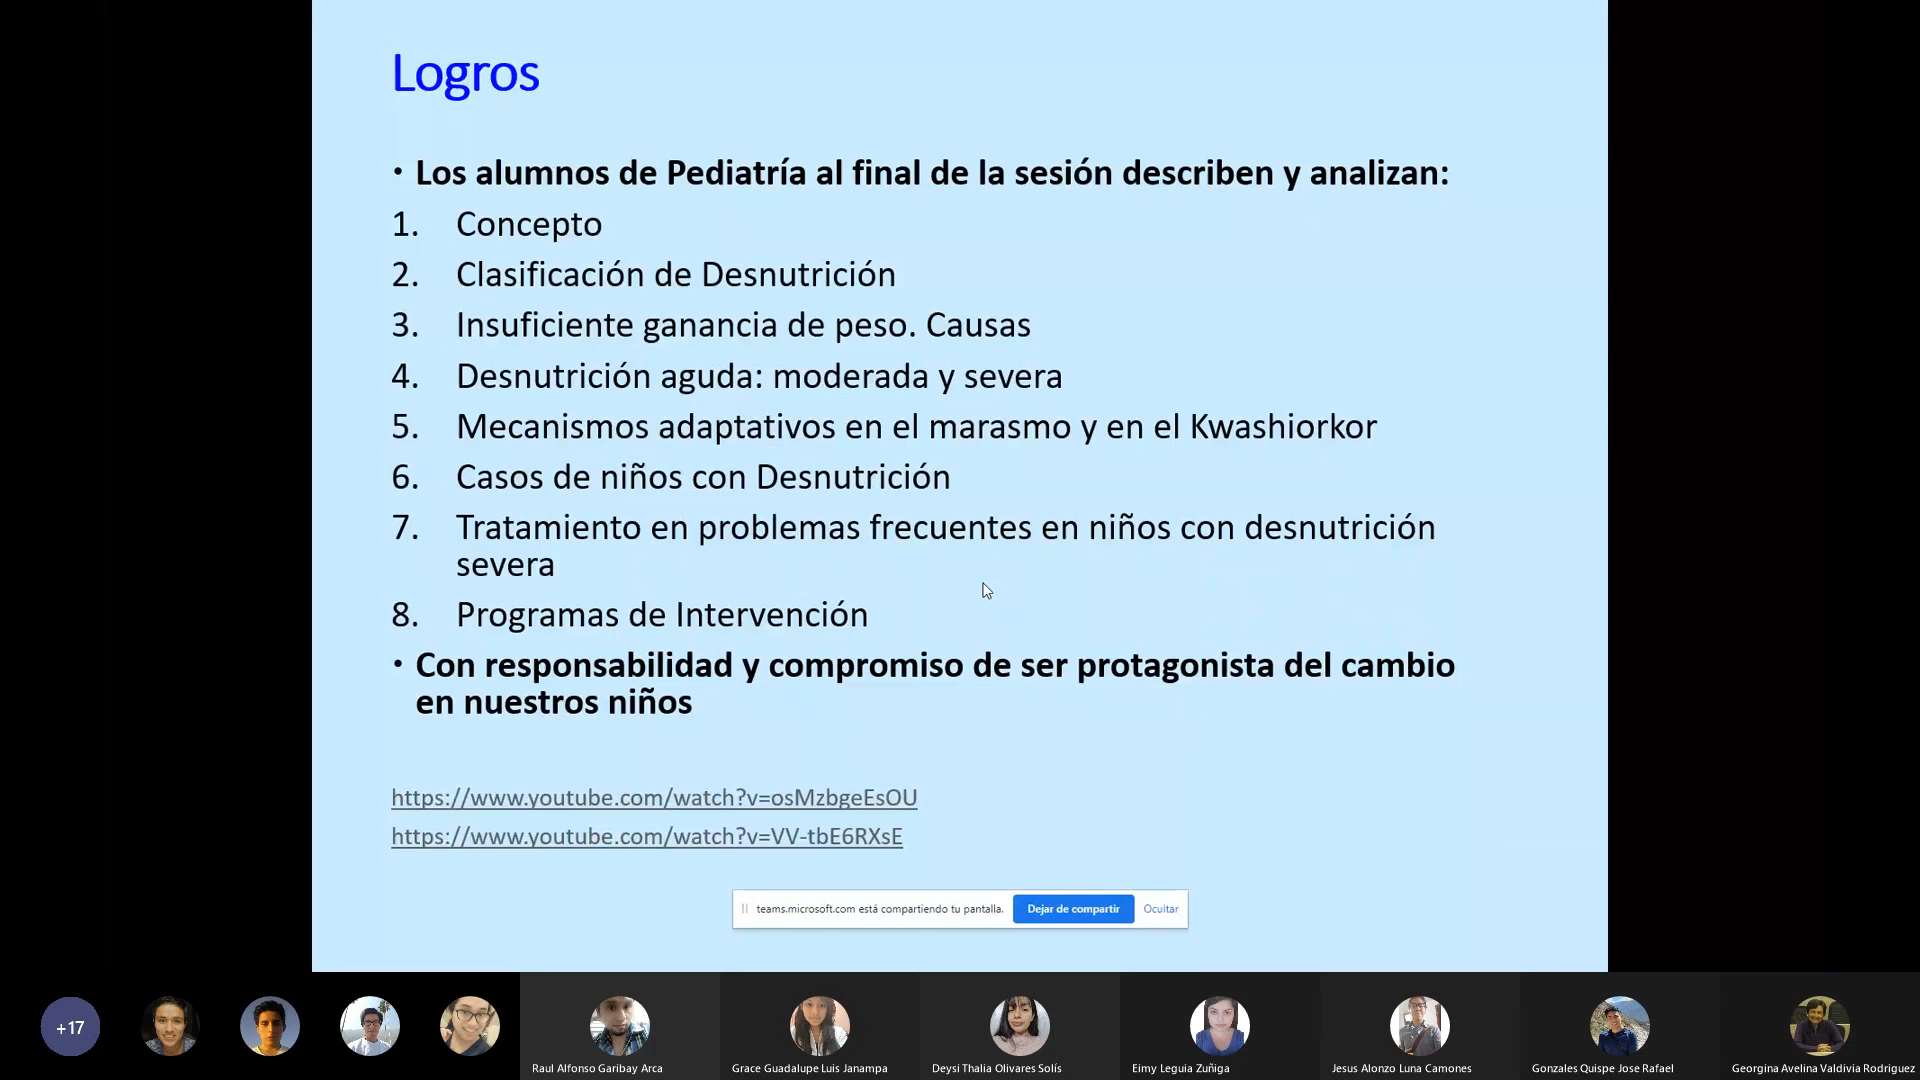 Logros
• Los alumnos de Pediatría al final de la sesión describen y analizan:
1. Concepto
2. Clasificación de Desnutrición
3. Insuficiente ganancia de peso. Causas
4. Desnutrición aguda: moderada y severa
5. Mecanismos adaptativos en el marasmo y en el Kwashiorkor
6. Casos de niños con Desnutrición
7. Tratamiento en problemas frecuentes en niños con desnutrición
severa
8. Programas de Intervención
• Con responsabilidad y compromiso de ser protagonista del cambio
en nuestros niños
https://www.youtube.com/watch?v=osMzbgeEsOU
https://www.youtube.com/watch?v=VV-tbE6RXsE
teams.microsoft.com está compartiendo tu pantalla. Dejar de compartir Ocultar
+17
Raul Alfonso Garibay Arca
Grace Guadalupe Luis Janampa
Deysi Thalia Olivares Solís
Eimy Leguia Zuñiga
Jesus Alonzo Luna Camones
Gonzales Quispe Jose Rafael
Georgina Avelina Valdivia Rodriguez